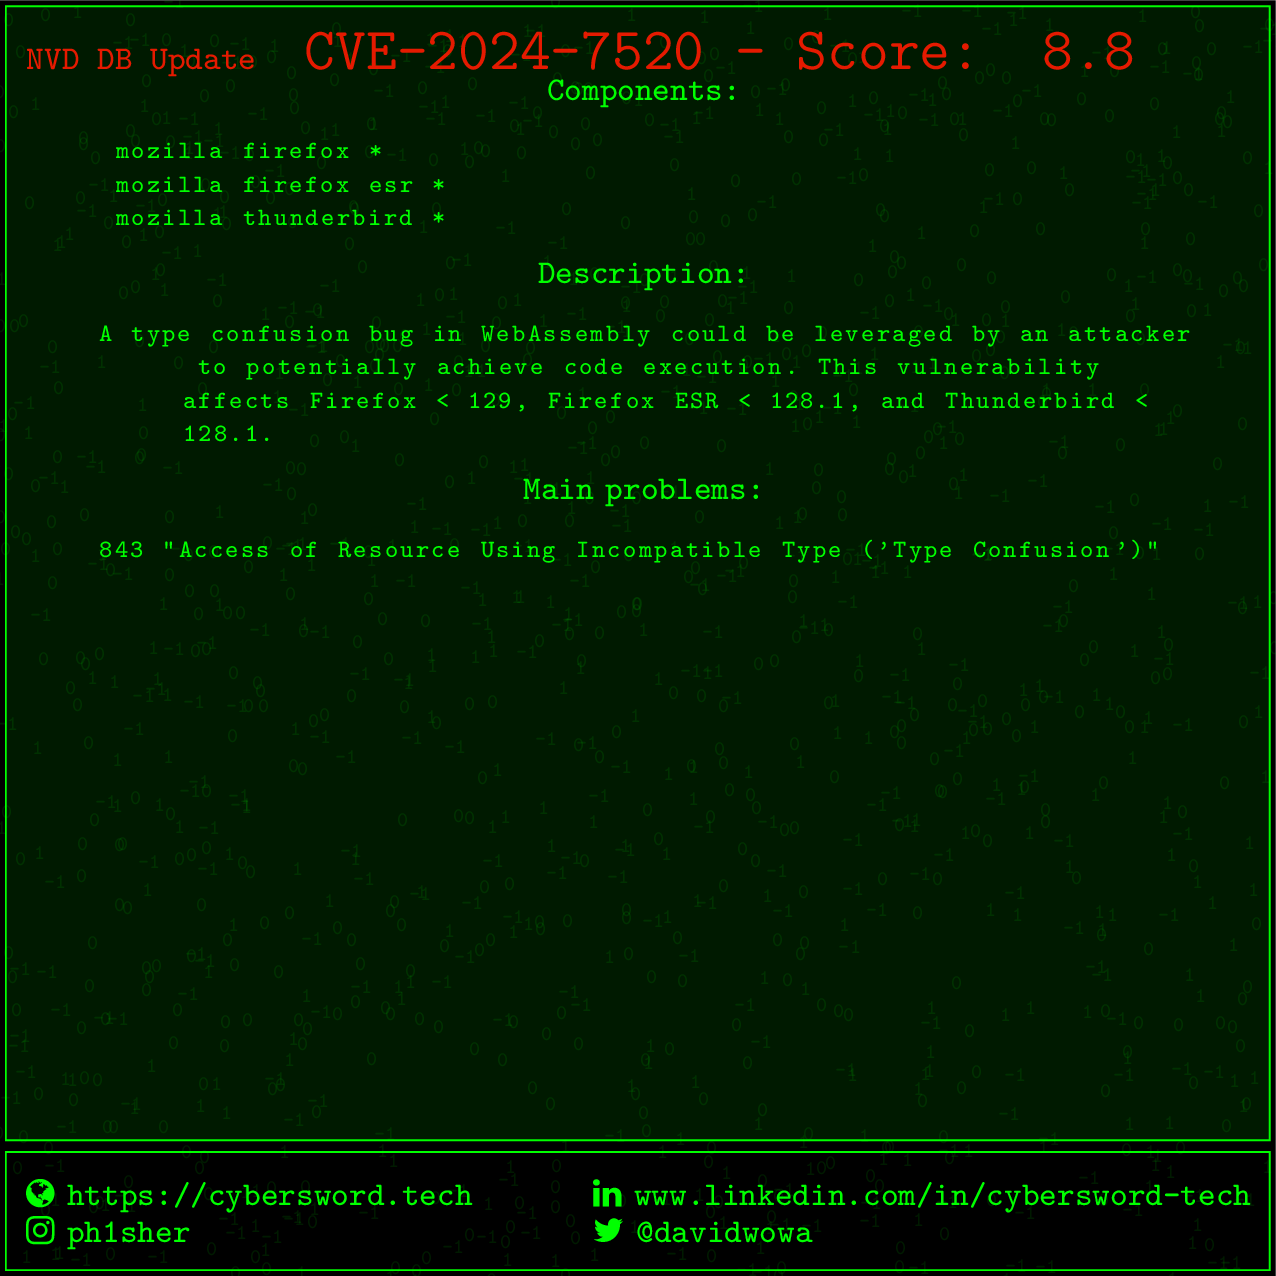 NVD DB Update CVE-2024-7520 - Score: 8.8
Components:
mozilla firefox *
mozilla firefox esr *
mozilla thunderbird *
Description:
A type confusion bug in WebAssembly could be leveraged by an attacker
to potentially achieve code execution. This vulnerability
affects Firefox < 129, Firefox ESR < 128.1, and Thunderbird <
128.1.
Main problems:
843 "Access of Resource Using Incompatible Type ('Type Confusion')"
https://cybersword.tech www.linkedin.com/in/cybersword-tech
ph1sher @davidwowa